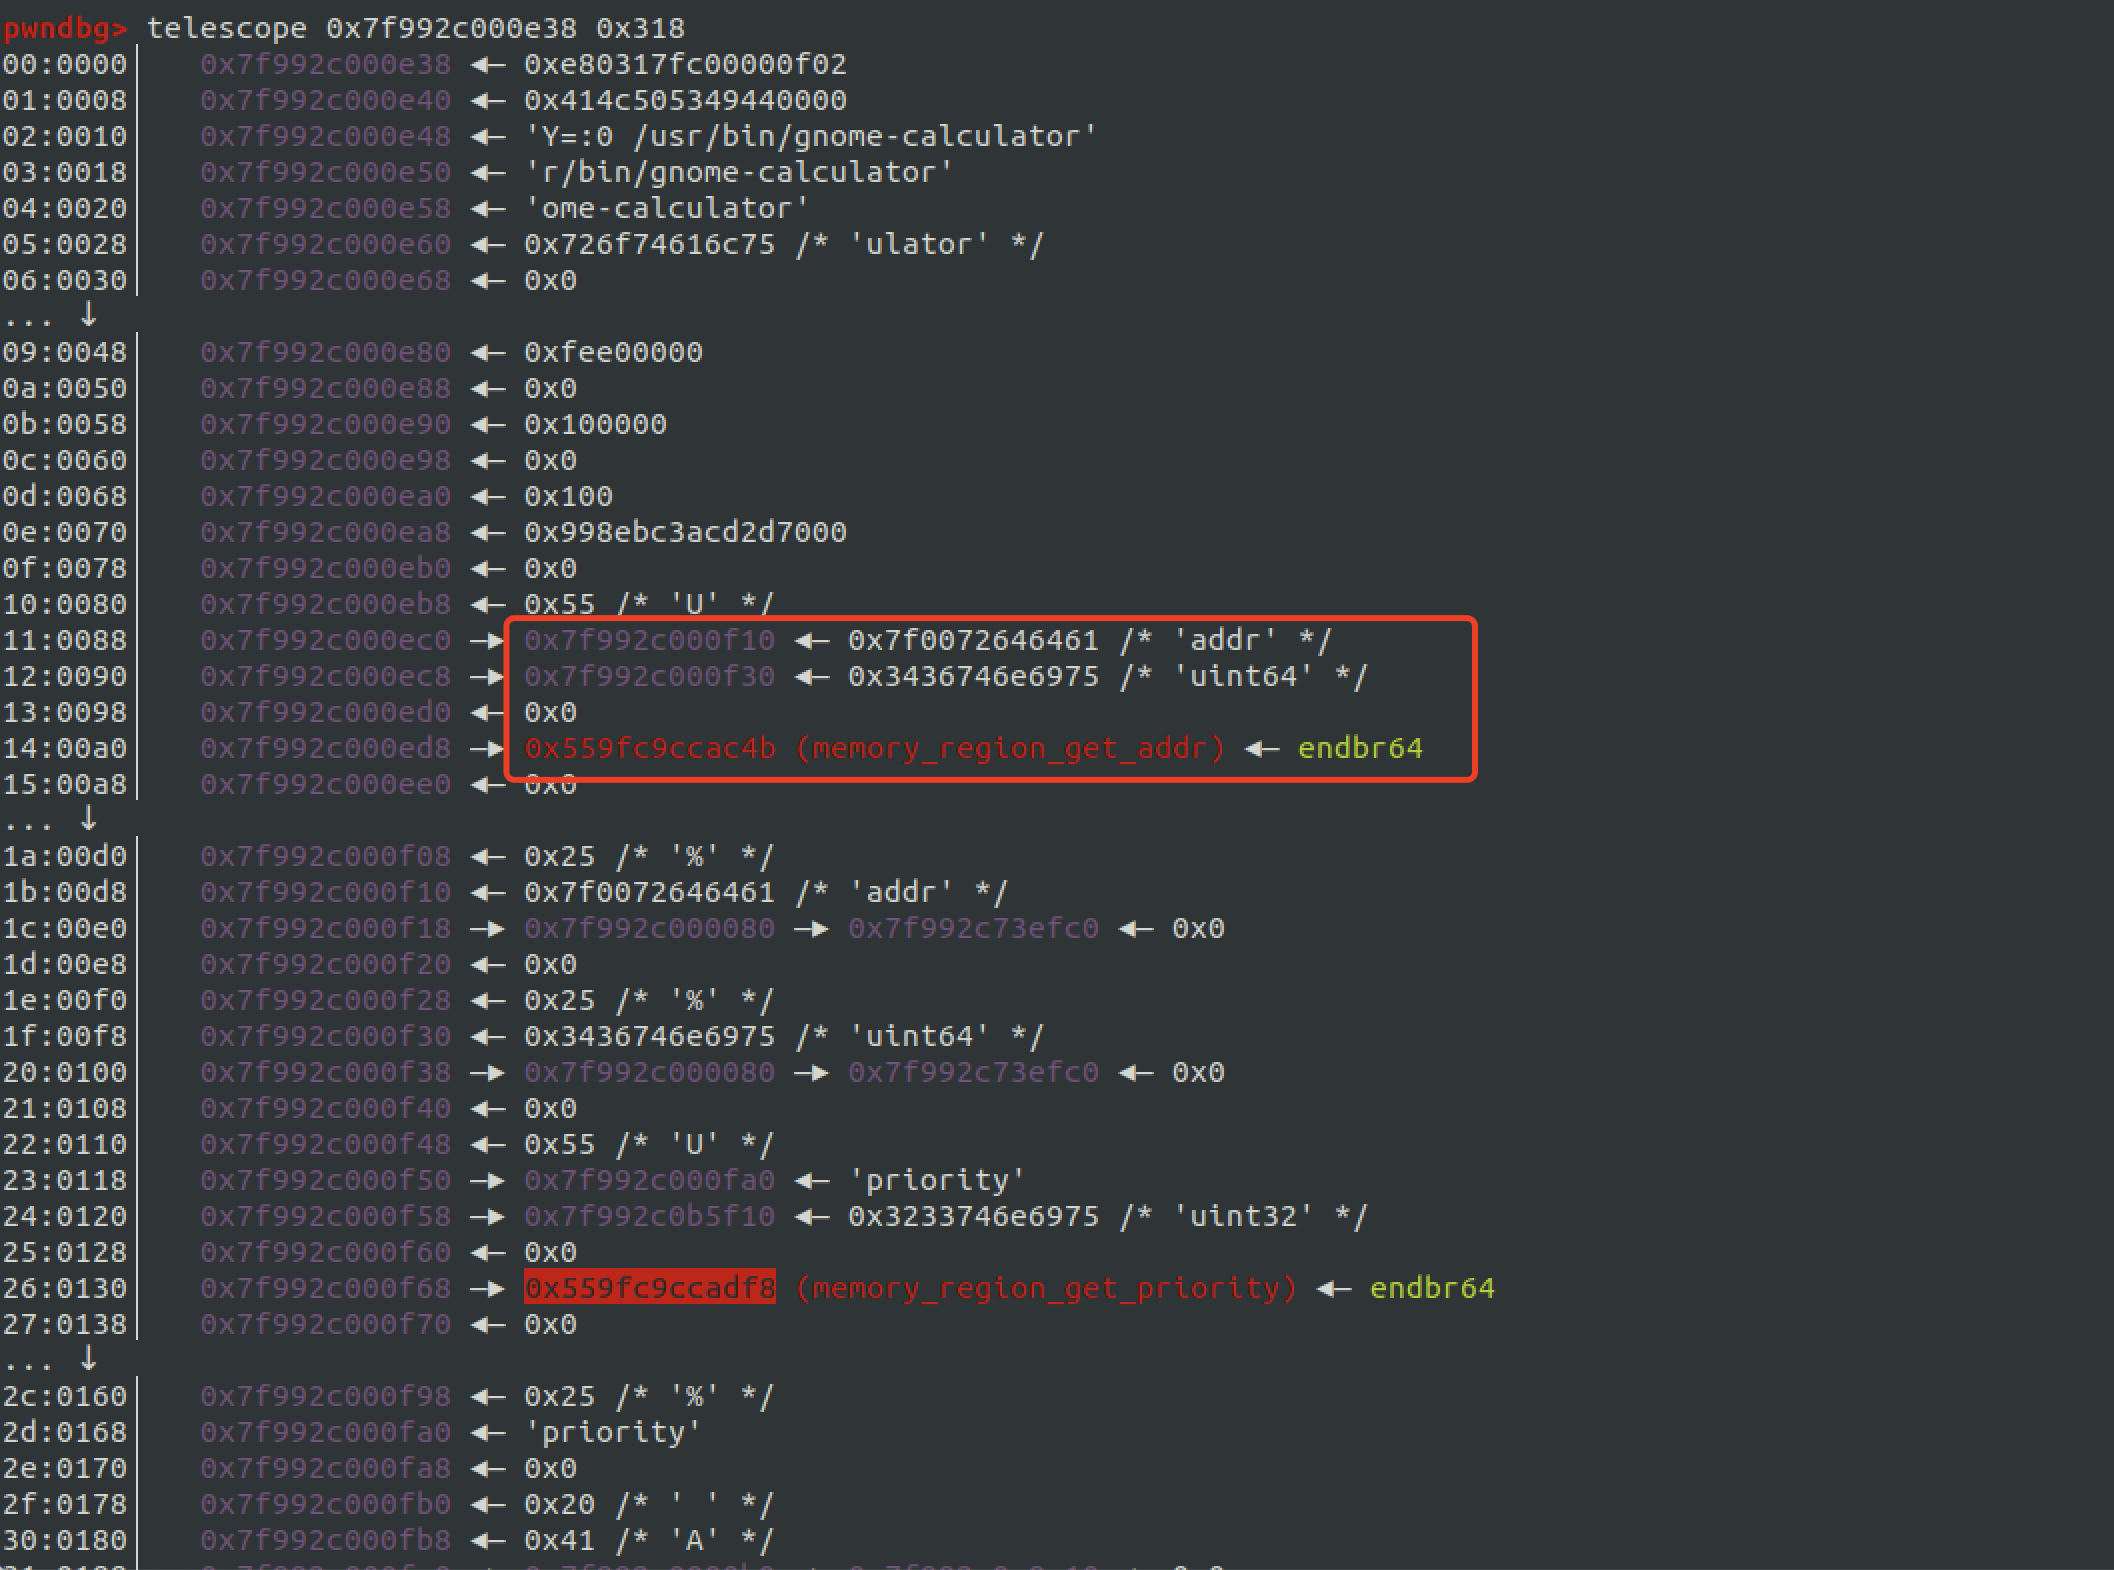 pwndbg> telescope 0x7f992c000e38 0x318
00:0000│ 0x7f992c000e38 ◂— 0xe80317fc00000f02
01:0008│ 0x7f992c000e40 ◂— 0x414c505349440000
02:0010│ 0x7f992c000e48 ◂— 'Y=:0 /usr/bin/gnome-calculator'
03:0018│ 0x7f992c000e50 ◂— 'r/bin/gnome-calculator'
04:0020│ 0x7f992c000e58 ◂— 'ome-calculator'
05:0028│ 0x7f992c000e60 ◂— 0x726f74616c75 /* 'ulator' */
06:0030│ 0x7f992c000e68 ◂— 0x0
... ↓
09:0048│ 0x7f992c000e80 ◂— 0xfee00000
0a:0050│ 0x7f992c000e88 ◂— 0x0
0b:0058│ 0x7f992c000e90 ◂— 0x100000
0c:0060│ 0x7f992c000e98 ◂— 0x0
0d:0068│ 0x7f992c000ea0 ◂— 0x100
0e:0070│ 0x7f992c000ea8 ◂— 0x998ebc3acd2d7000
0f:0078│ 0x7f992c000eb0 ◂— 0x0
10:0080│ 0x7f992c000eb8 ◂— 0x55 /* 'U' */
11:0088│ 0x7f992c000ec0 —▸ 0x7f992c000f10 ◂— 0x7f0072646461 /* 'addr' */
12:0090│ 0x7f992c000ec8 —▸ 0x7f992c000f30 ◂— 0x3436746e6975 /* 'uint64' */
13:0098│ 0x7f992c000ed0 ◂— 0x0
14:00a0│ 0x7f992c000ed8 —▸ 0x559fc9ccac4b (memory_region_get_addr) ◂— endbr64
15:00a8│ 0x7f992c000ee0 ◂— 0x0
... ↓
1a:00d0│ 0x7f992c000f08 ◂— 0x25 /* '%' */
1b:00d8│ 0x7f992c000f10 ◂— 0x7f0072646461 /* 'addr' */
1c:00e0│ 0x7f992c000f18 —▸ 0x7f992c000080 —▸ 0x7f992c73efc0 ◂— 0x0
1d:00e8│ 0x7f992c000f20 ◂— 0x0
1e:00f0│ 0x7f992c000f28 ◂— 0x25 /* '%' */
1f:00f8│ 0x7f992c000f30 ◂— 0x3436746e6975 /* 'uint64' */
20:0100│ 0x7f992c000f38 —▸ 0x7f992c000080 —▸ 0x7f992c73efc0 ◂— 0x0
21:0108│ 0x7f992c000f40 ◂— 0x0
22:0110│ 0x7f992c000f48 ◂— 0x55 /* 'U' */
23:0118│ 0x7f992c000f50 —▸ 0x7f992c000fa0 ◂— 'priority'
24:0120│ 0x7f992c000f58 —▸ 0x7f992c0b5f10 ◂— 0x3233746e6975 /* 'uint32' */
25:0128│ 0x7f992c000f60 ◂— 0x0
26:0130│ 0x7f992c000f68 —▸ 0x559fc9ccadf8 (memory_region_get_priority) ◂— endbr64
27:0138│ 0x7f992c000f70 ◂— 0x0
... ↓
2c:0160│ 0x7f992c000f98 ◂— 0x25 /* '%' */
2d:0168│ 0x7f992c000fa0 ◂— 'priority'
2e:0170│ 0x7f992c000fa8 ◂— 0x0
2f:0178│ 0x7f992c000fb0 ◂— 0x20 /* ' ' */
30:0180│ 0x7f992c000fb8 ◂— 0x41 /* 'A' */